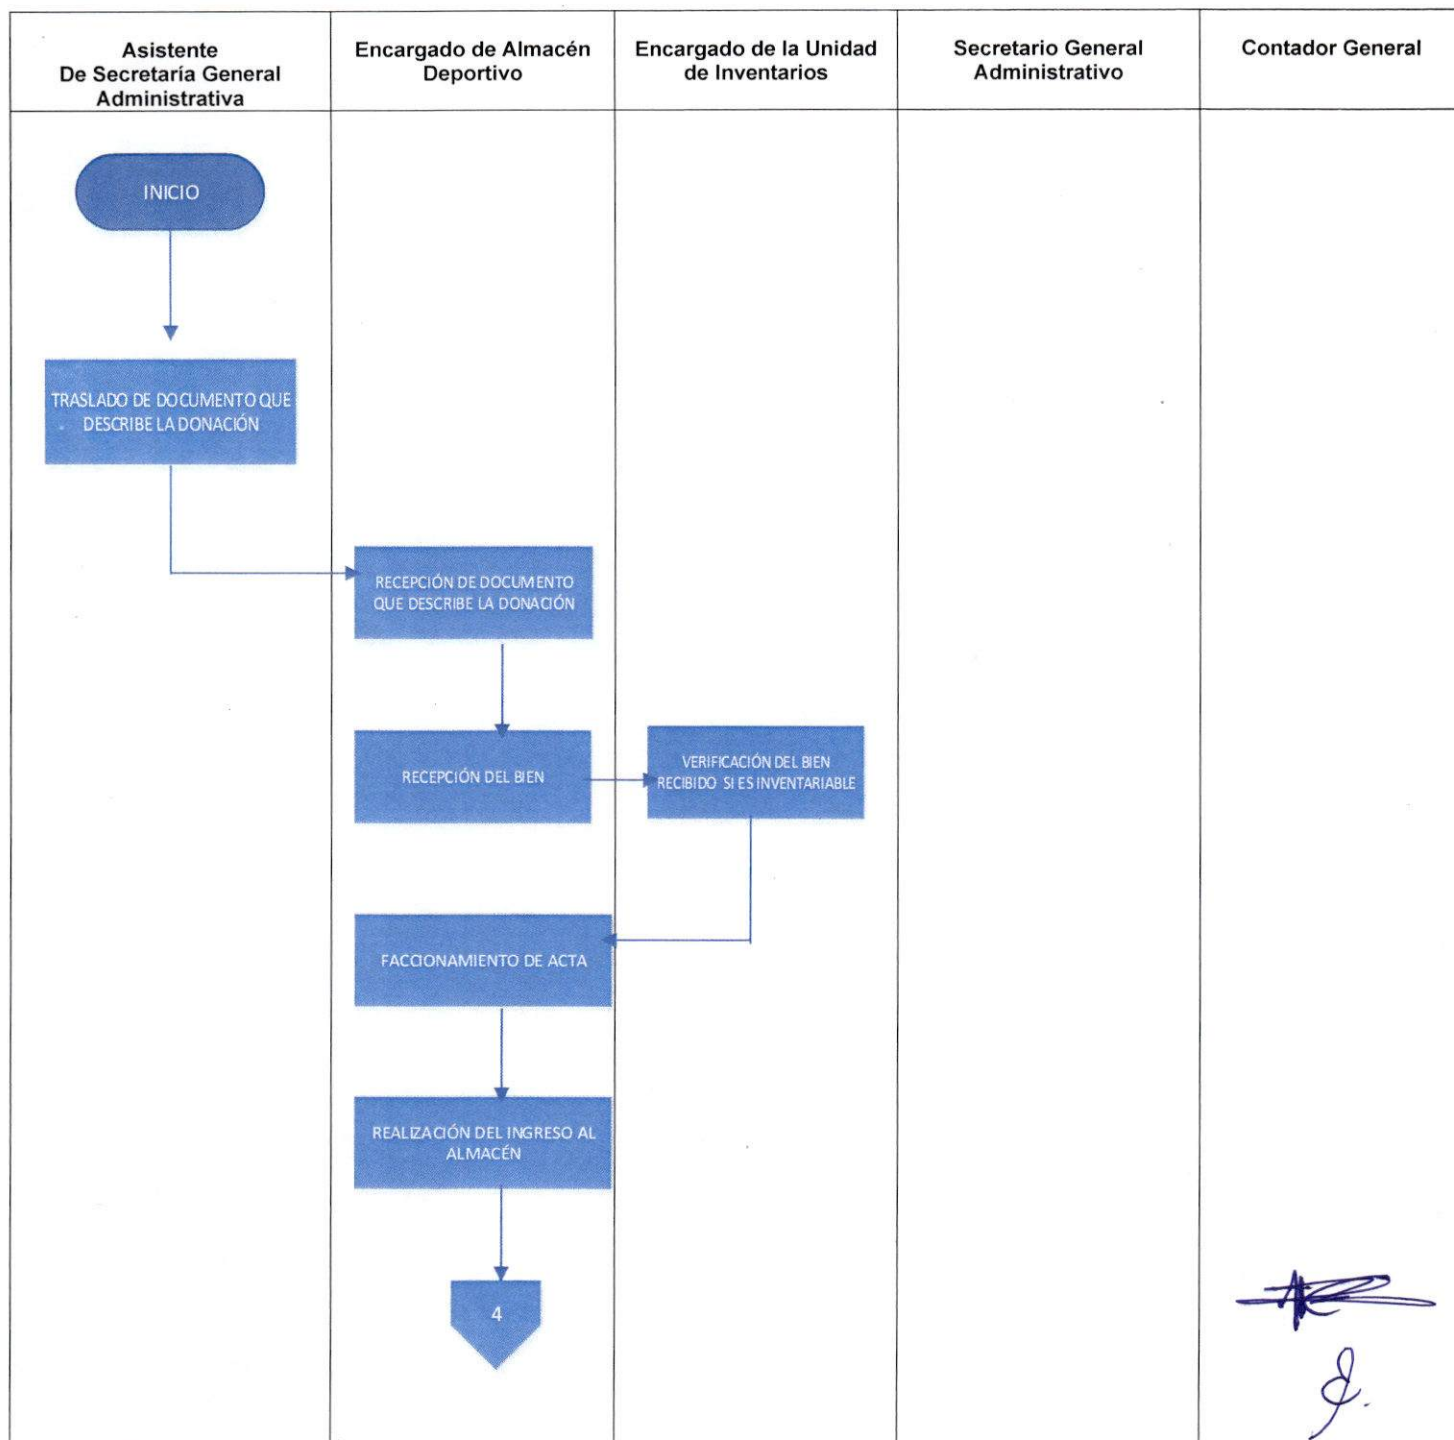 Asistente
De Secretaría General
Administrativa
Encargado de Almacén
Deportivo
Encargado de la Unidad
de Inventarios
Secretario General
Administrativo
Contador General
INICIO
TRASLADO DE DOCUMENTO QUE
DESCRIBE LA DONACIÓN
RECEPCIÓN DE DOCUMENTO
QUE DESCRIBE LA DONACIÓN
RECEPCIÓN DEL BIEN
VERIFICACIÓN DEL BIEN
RECIBIDO SI ES INVENTARIABLE
FACCIONAMIENTO DE ACTA
REALIZACIÓN DEL INGRESO AL
ALMACÉN
4